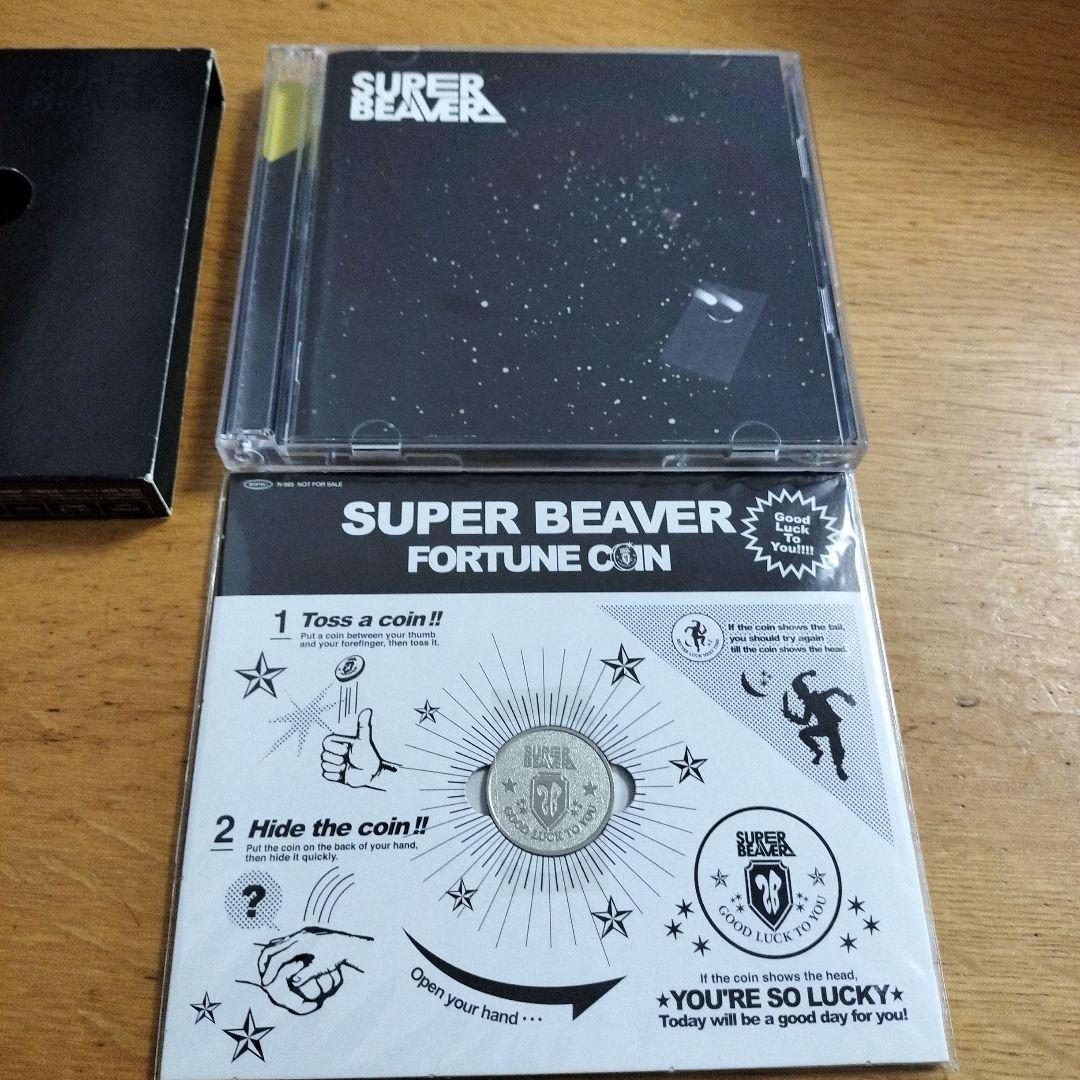 SUPER
BEAVER
N-593 NOT FOR SALE
SUPER BEAVER
FORTUNE COIN
Good
Luck
To
You!!!!
1 Toss a coin!!
Put a coin between your thumb
and your forefinger, then toss it.
If the coin shows the tail,
you should try again
till the coin shows the head.
SUPER
BEAVER
SB
GOOD LUCK TO YOU
2 Hide the coin!!
Put the coin on the back of your hand,
then hide it quickly.
?
Open your hand ･･･
SUPER
BEAVER
SB
GOOD LUCK TO YOU
If the coin shows the head,
★YOU'RE SO LUCKY★
Today will be a good day for you!